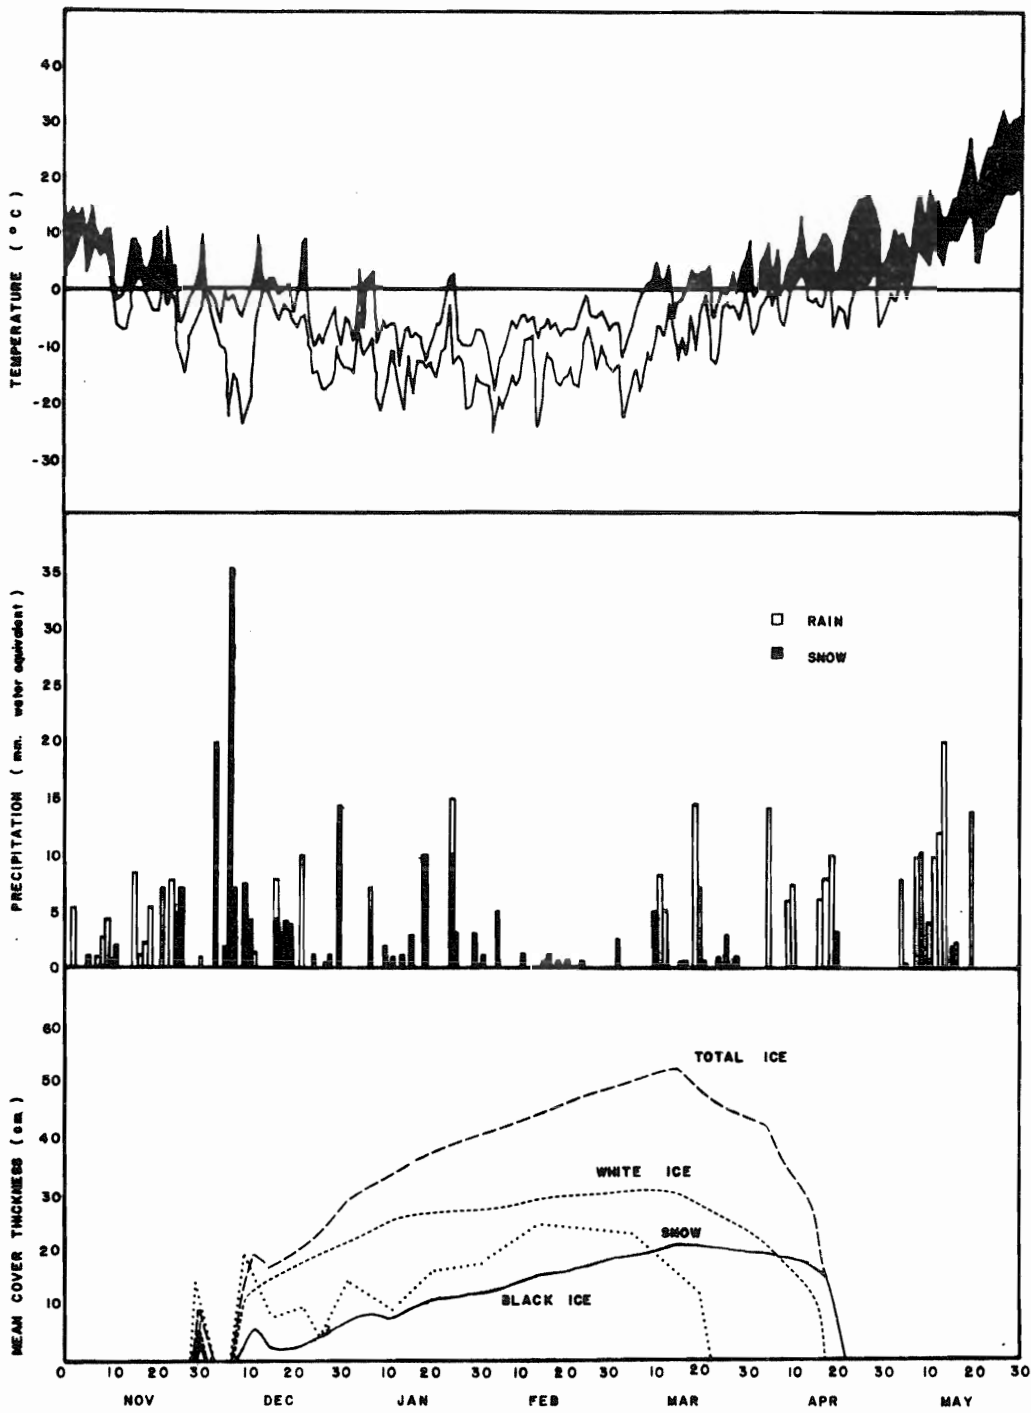 TEMPERATURE (°C)
40
30
20
10
0
-10
-20
-30
PRECIPITATION (mm. water equivalent)
35
30
25
20
15
10
5
0
RAIN
SNOW
MEAN COVER THICKNESS (cm)
60
50
40
30
20
10
TOTAL ICE
WHITE ICE
SNOW
BLACK ICE
0 10 20 30 10 20 30 10 20 30 10 20 10 20 30 10 20 30 10 20 30
NOV DEC JAN FEB MAR APR MAY